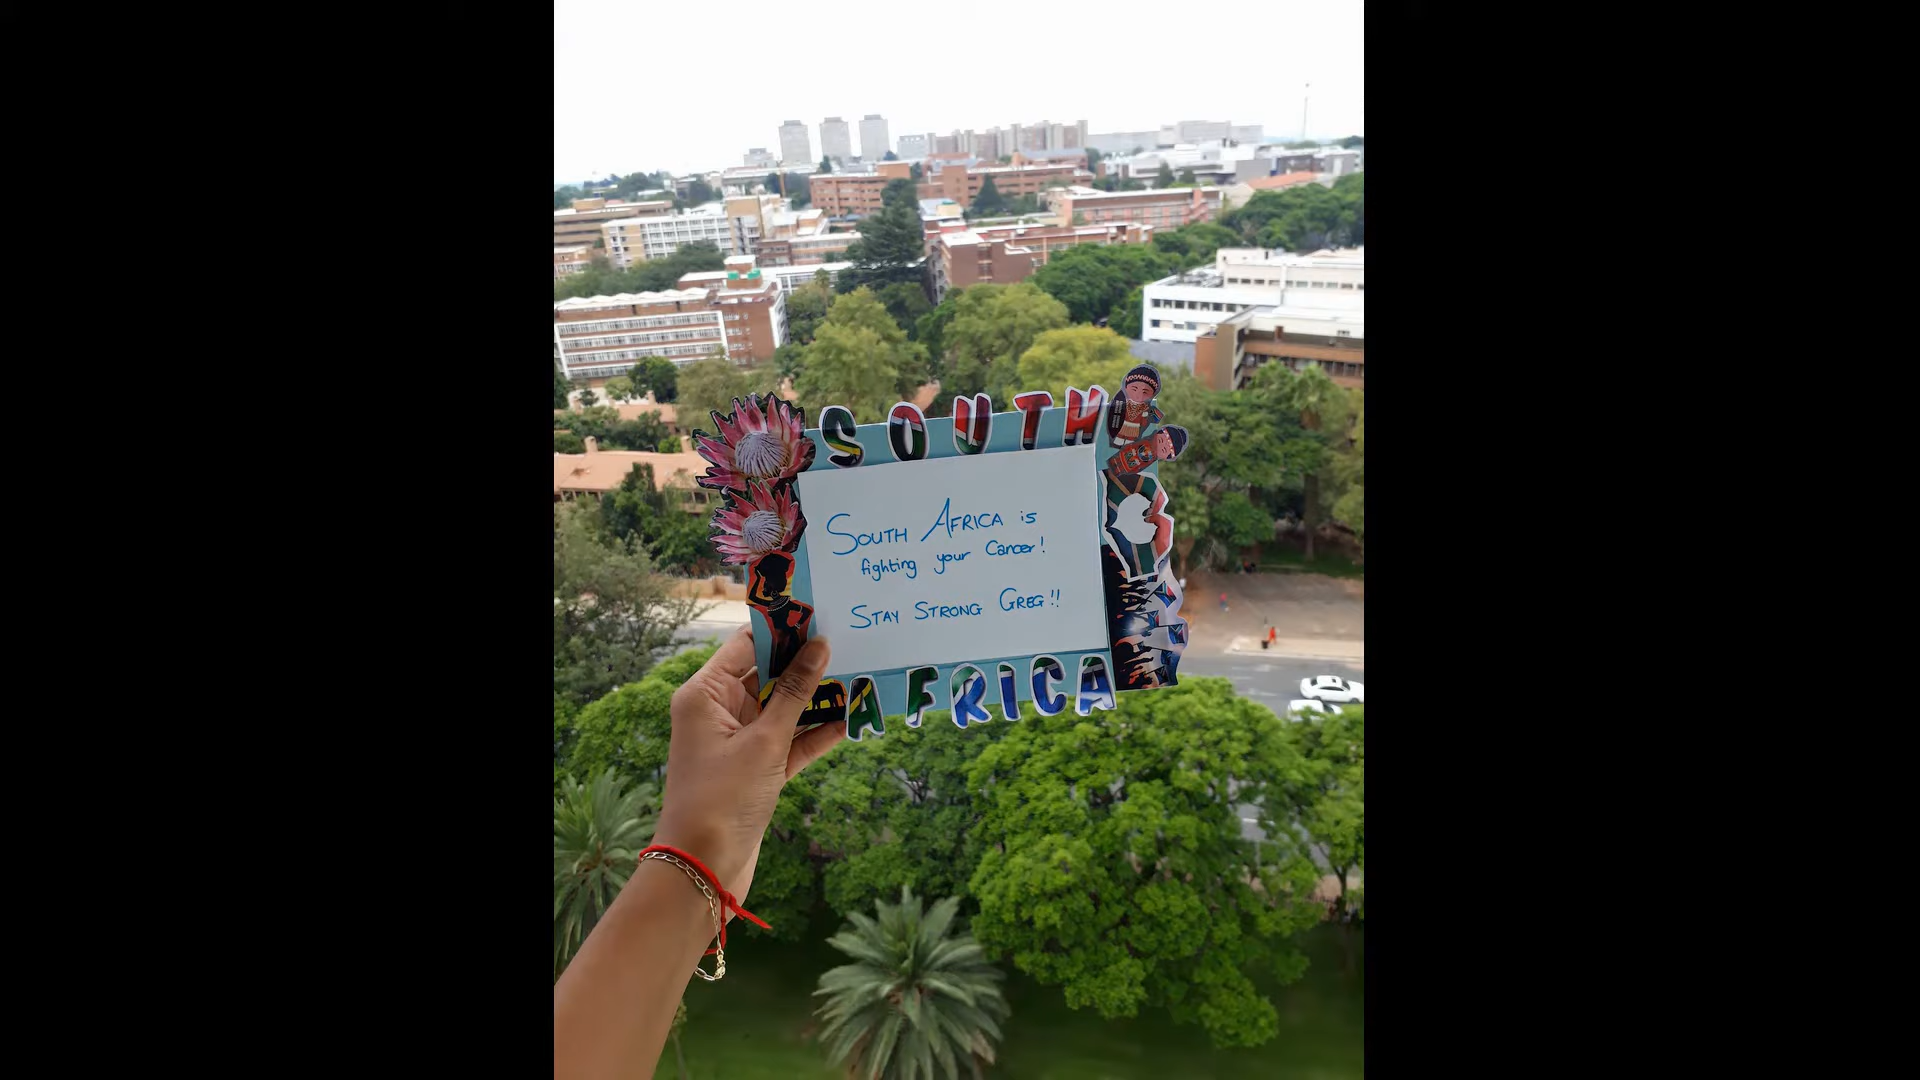 SOUTH
SOUTH AFRICA is
fighting your Cancer!
STAY STRONG GREG!!
AFRICA